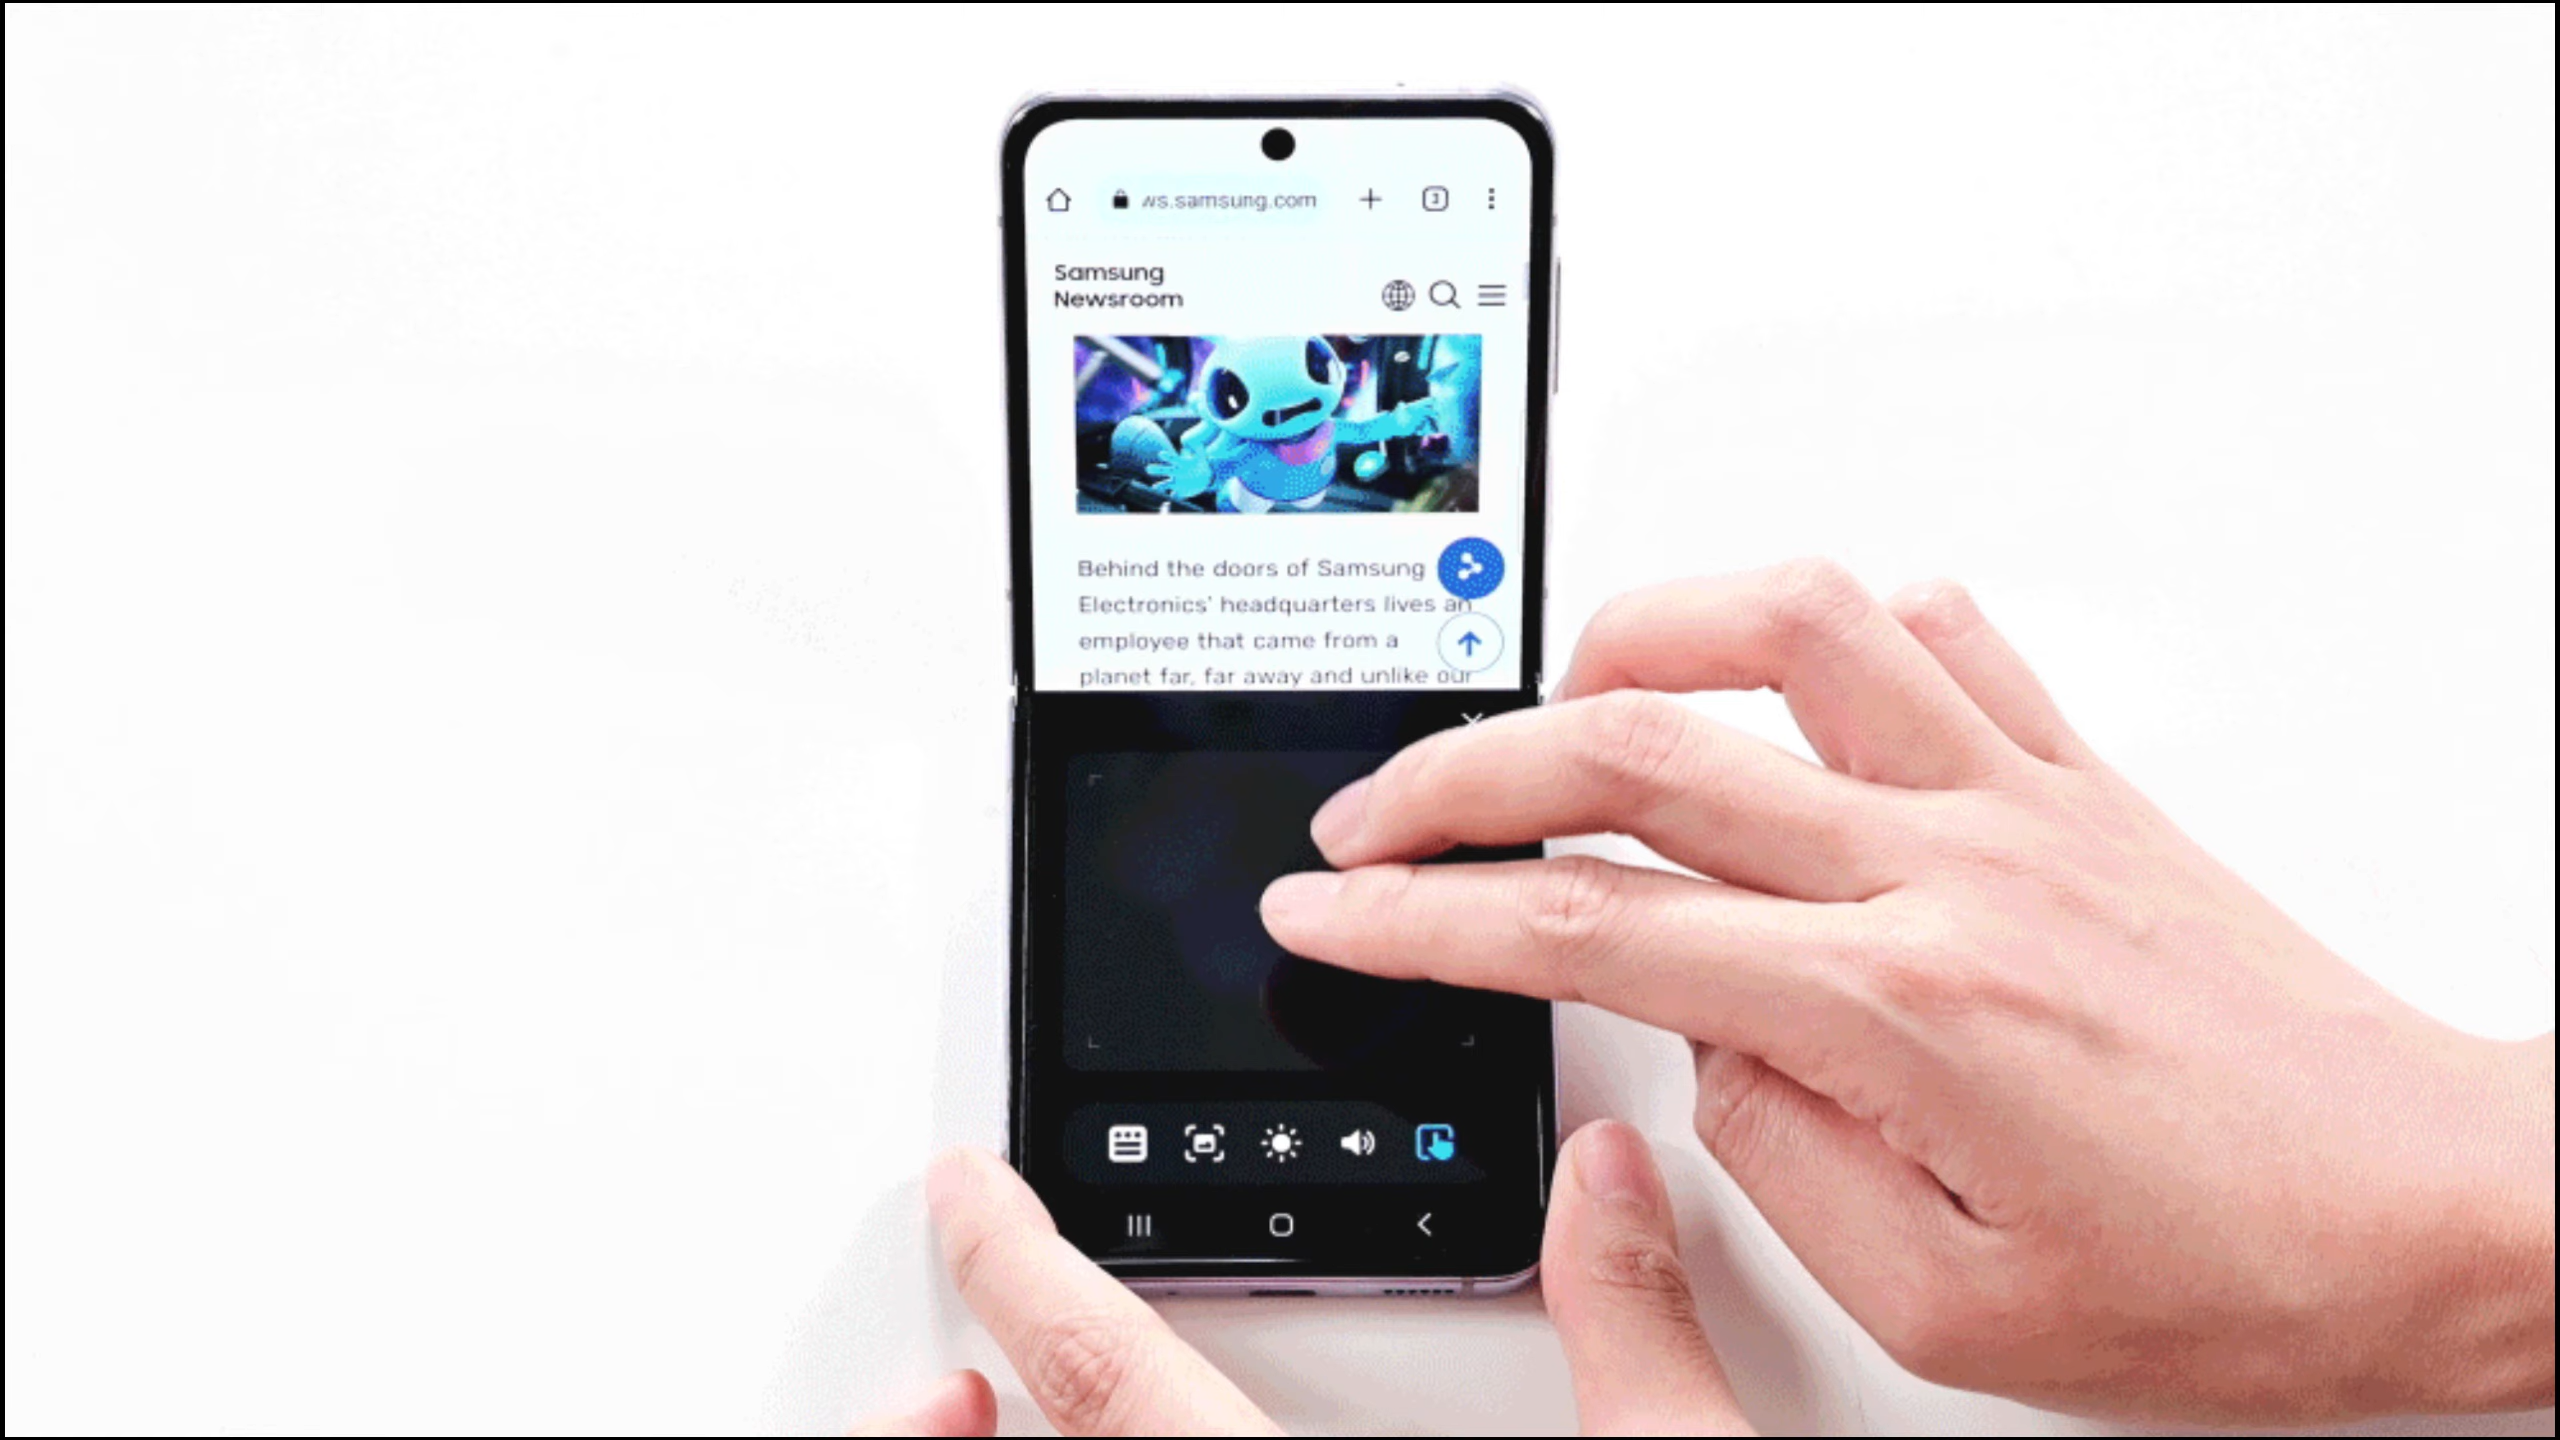 ws.samsung.com
3
Samsung
Newsroom
Behind the doors of Samsung
Electronics' headquarters lives an
employee that came from a
planet far, far away and unlike our